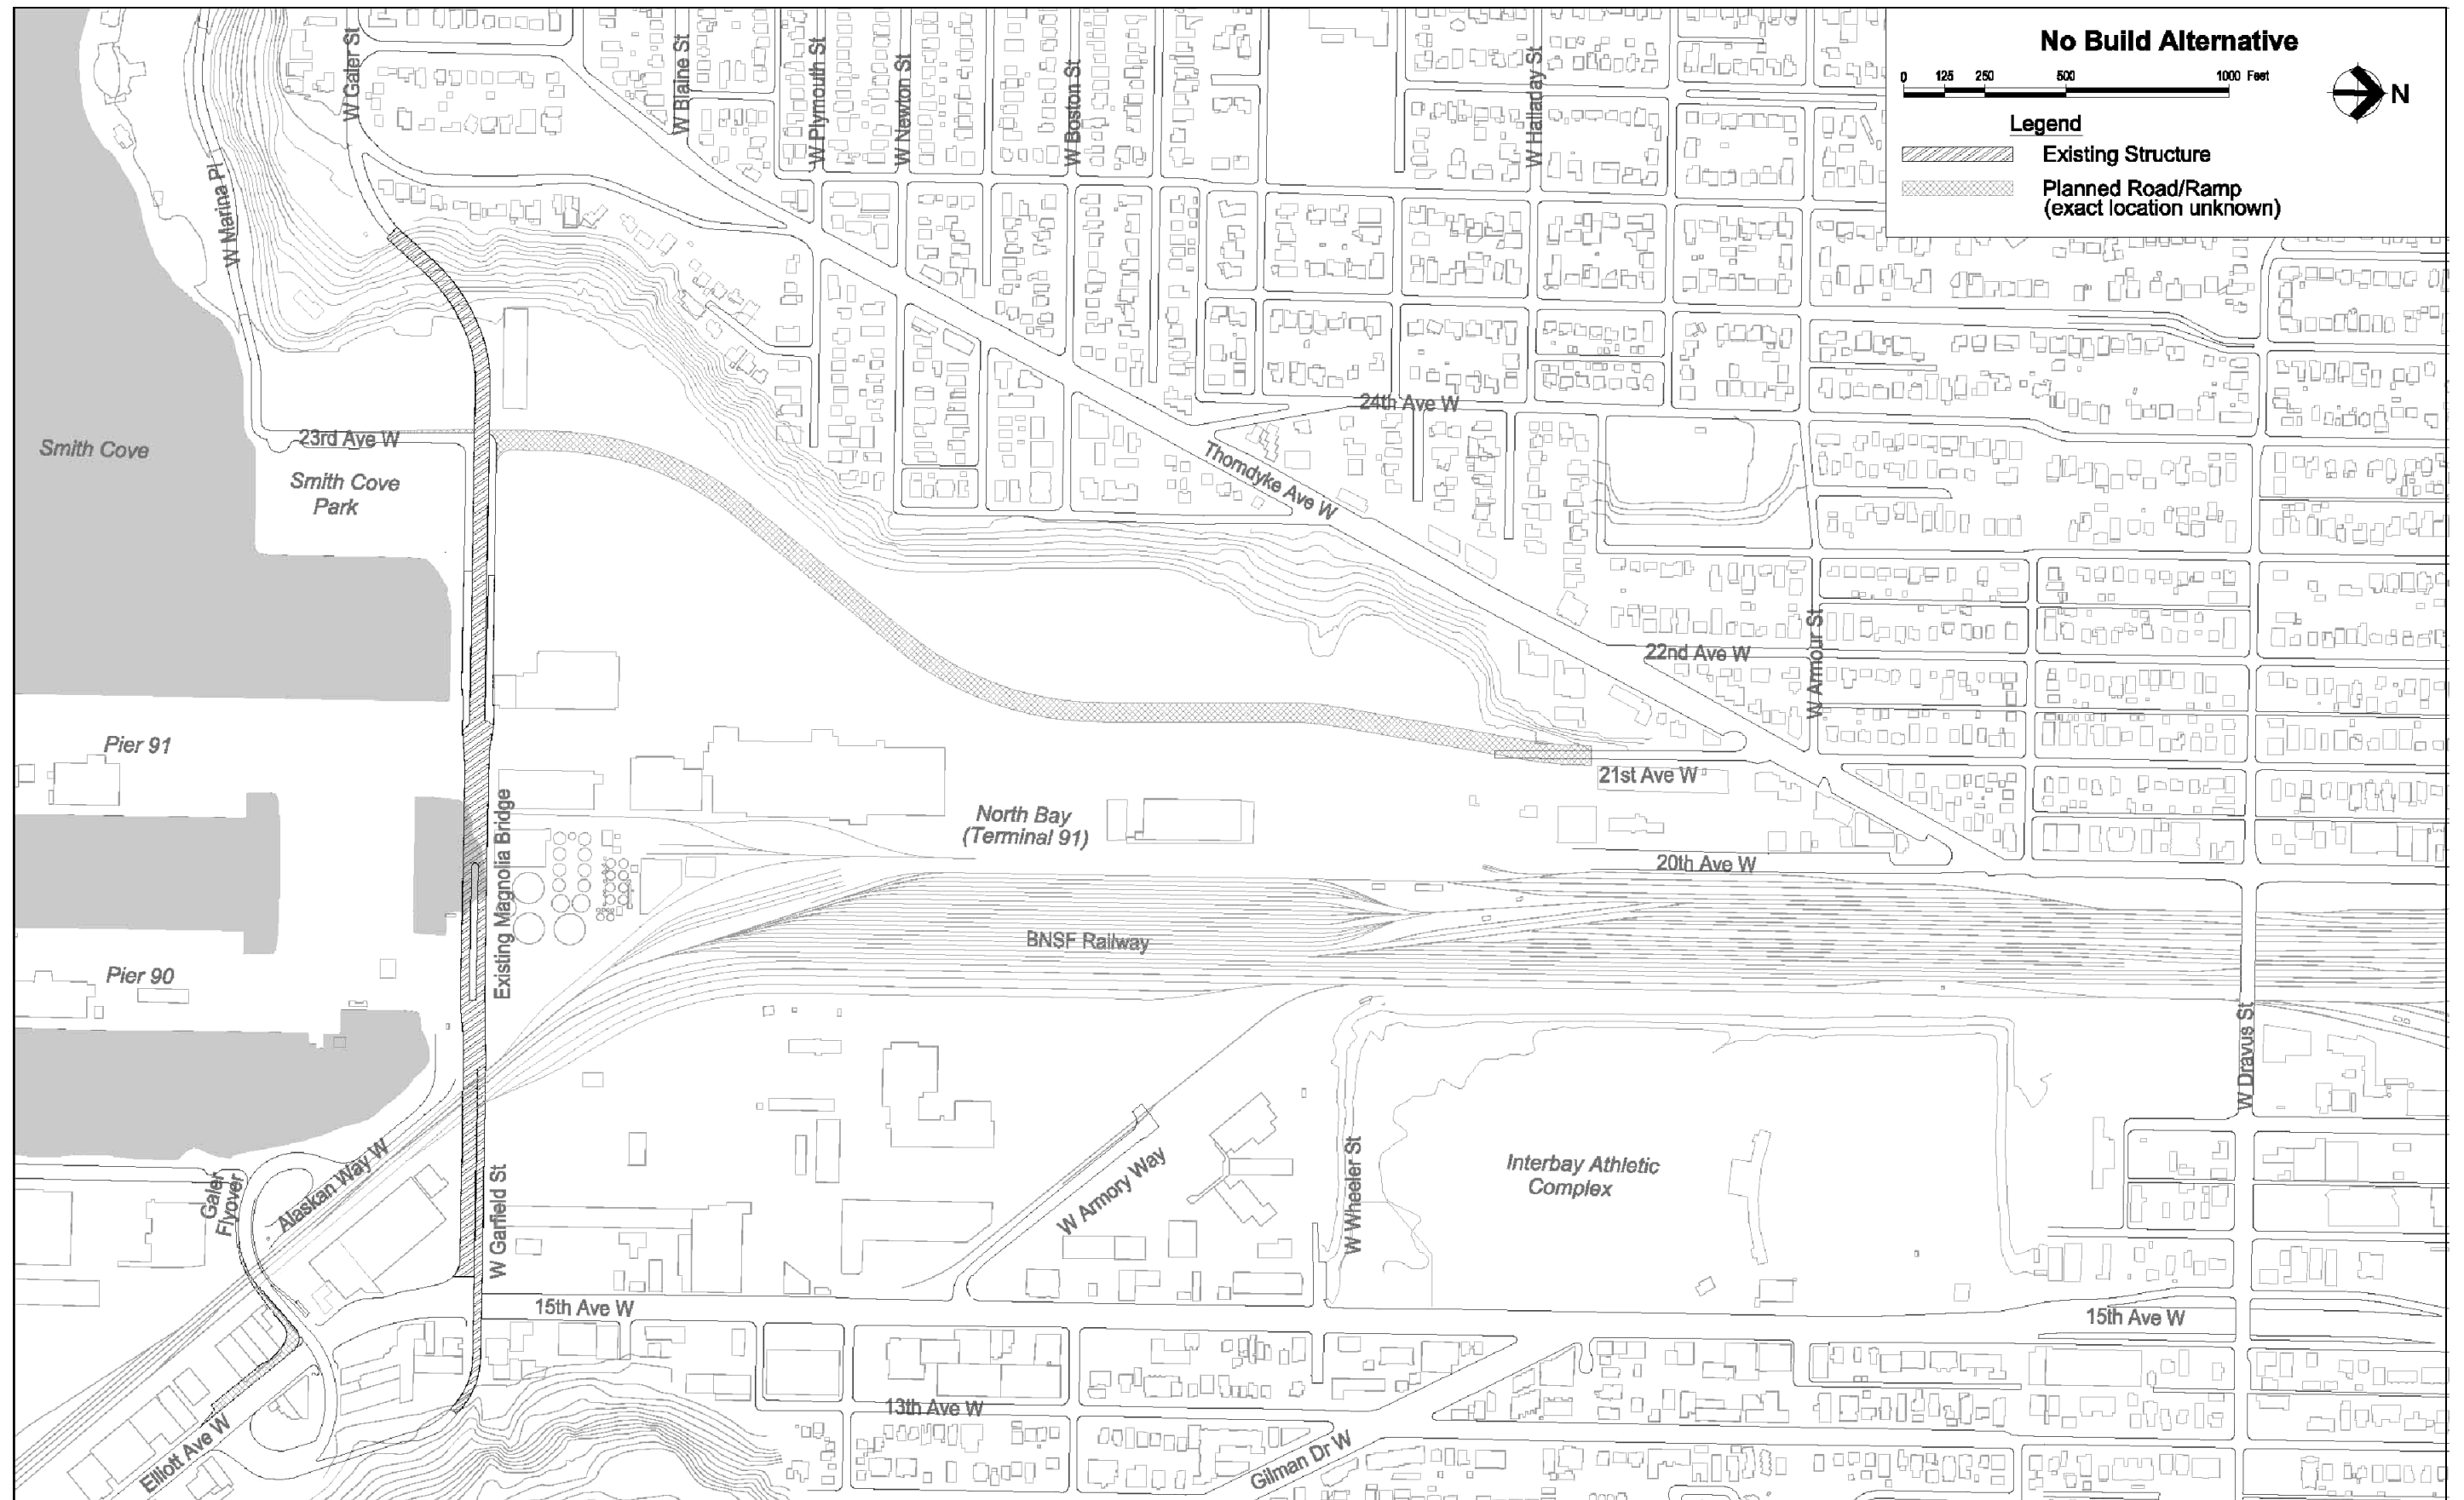 No Build Alternative
0 125 250 500 1000 Feet
N
Legend
Existing Structure
Planned Road/Ramp
(exact location unknown)
W Galer St
W Blaine St
W Plymouth St
W Newton St
W Boston St
W Halladay St
W Marina Pl
24th Ave W
23rd Ave W
Smith Cove
Smith Cove
Park
Thorndyke Ave W
22nd Ave W
W Armour St
Pier 91
21st Ave W
Existing Magnolia Bridge
North Bay
(Terminal 91)
20th Ave W
BNSF Railway
Pier 90
W Dravus St
Alaskan Way W
Galer
Flyover
W Garfield St
W Armory Way
W Wheeler St
Interbay Athletic
Complex
15th Ave W
15th Ave W
13th Ave W
Elliott Ave W
Gilman Dr W